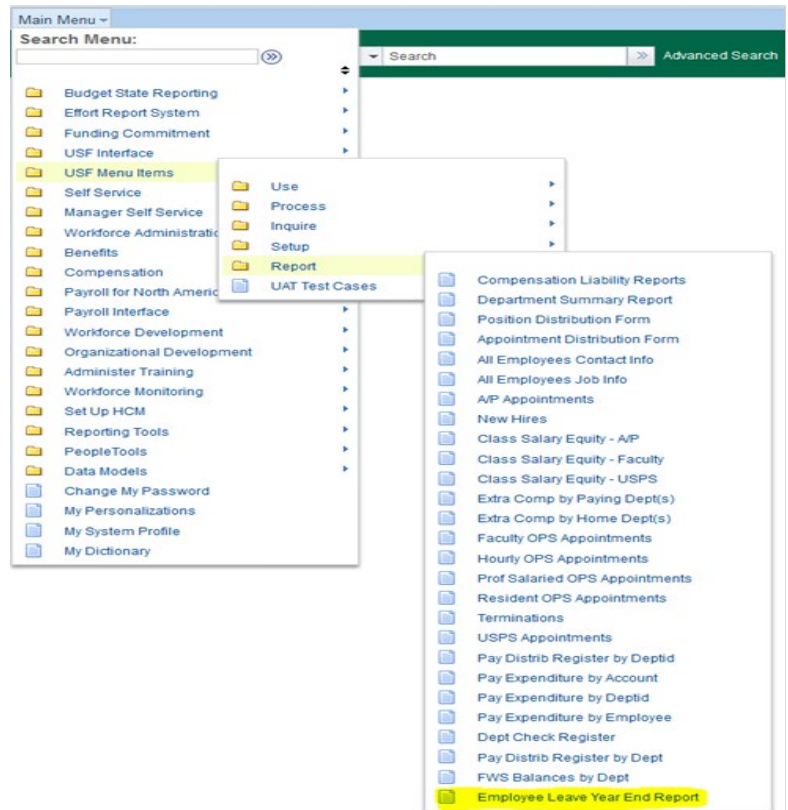 Main Menu
Search Menu:
Search
Advanced Search
Budget State Reporting
Effort Report System
Funding Commitment
USF Interface
USF Menu Items
Self Service
Manager Self Service
Workforce Administratic
Benefits
Compensation
Payroll for North Americ
Payroll Interface
Workforce Development
Organizational Development
Administer Training
Workforce Monitoring
Set Up HCM
Reporting Tools
PeopleTools
Data Models
Change My Password
My Personalizations
My System Profile
My Dictionary
Use
Process
Inquire
Setup
Report
UAT Test Cases
Compensation Liability Reports
Department Summary Report
Position Distribution Form
Appointment Distribution Form
All Employees Contact Info
All Employees Job Info
A/P Appointments
New Hires
Class Salary Equity - A/P
Class Salary Equity - Faculty
Class Salary Equity - USPS
Extra Comp by Paying Dept(s)
Extra Comp by Home Dept(s)
Faculty OPS Appointments
Hourly OPS Appointments
Prof Salaried OPS Appointments
Resident OPS Appointments
Terminations
USPS Appointments
Pay Distrib Register by Deptid
Pay Expenditure by Account
Pay Expenditure by Deptid
Pay Expenditure by Employee
Dept Check Register
Pay Distrib Register by Dept
FWS Balances by Dept
Employee Leave Year End Report